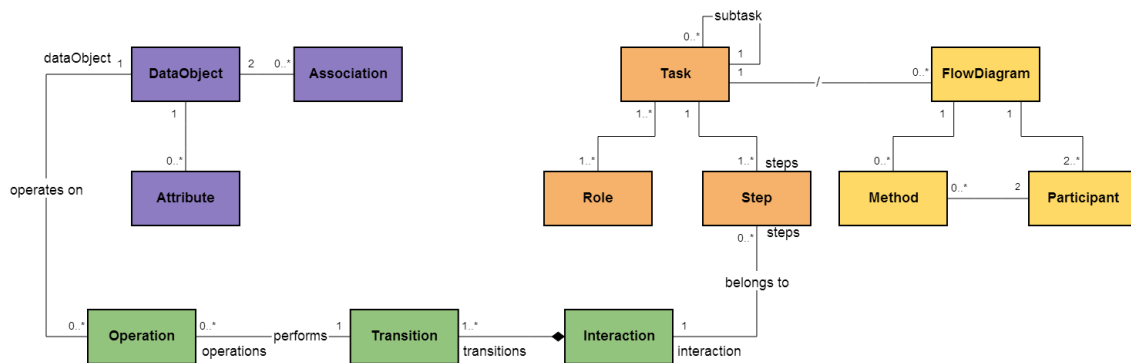 subtask
0..*
1
dataObject
1
DataObject
2
0..*
Association
Task
1
0..*
FlowDiagram
/
1
0..*
1..*
1
1
1
1..*
1..*
steps
0..*
2..*
operates on
Attribute
Role
Step
Method
0..*
2
Participant
0..*
steps
belongs to
0..*
Operation
0..*
performs
1
Transition
1..*
Interaction
1
operations
transitions
interaction